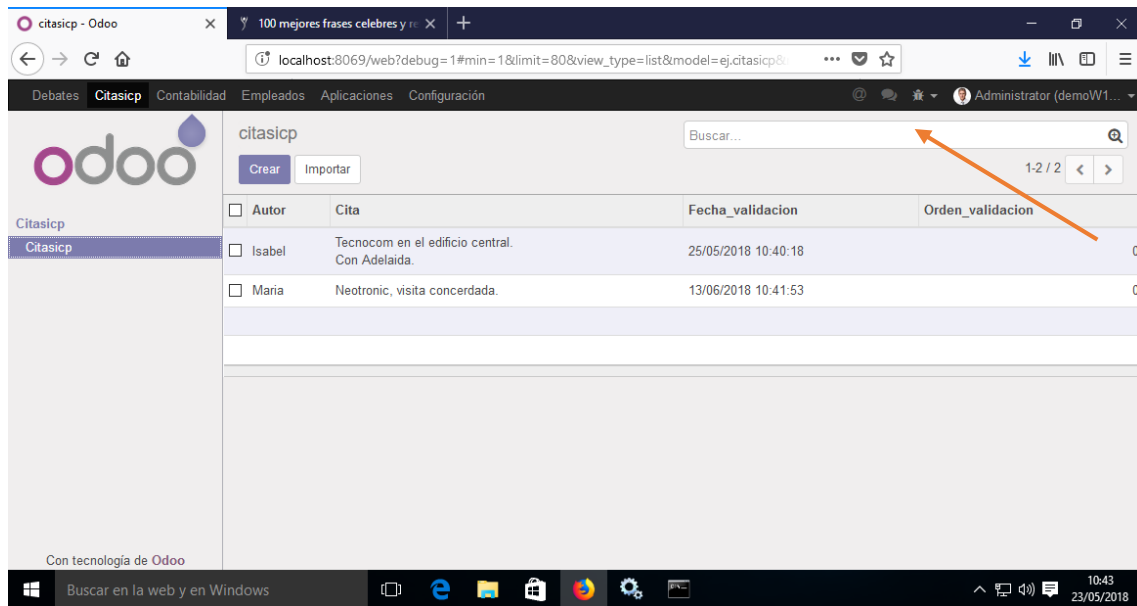 citasicp - Odoo
100 mejores frases celebres y re
localhost:8069/web?debug=1#min=1&limit=80&view_type=list&model=ej.citasicp&
Debates Citasicp Contabilidad Empleados Aplicaciones Configuración @ Administrator (demoW1...
odoo
citasicp
Buscar...
Crear Importar
1-2 / 2
Citasicp
Citasicp
Autor Cita Fecha_validacion Orden_validacion
Isabel Tecnocom en el edificio central. 25/05/2018 10:40:18 0
Con Adelaida.
Maria Neotronic, visita concerdada. 13/06/2018 10:41:53 0
Con tecnología de Odoo
Buscar en la web y en Windows
10:43
23/05/2018